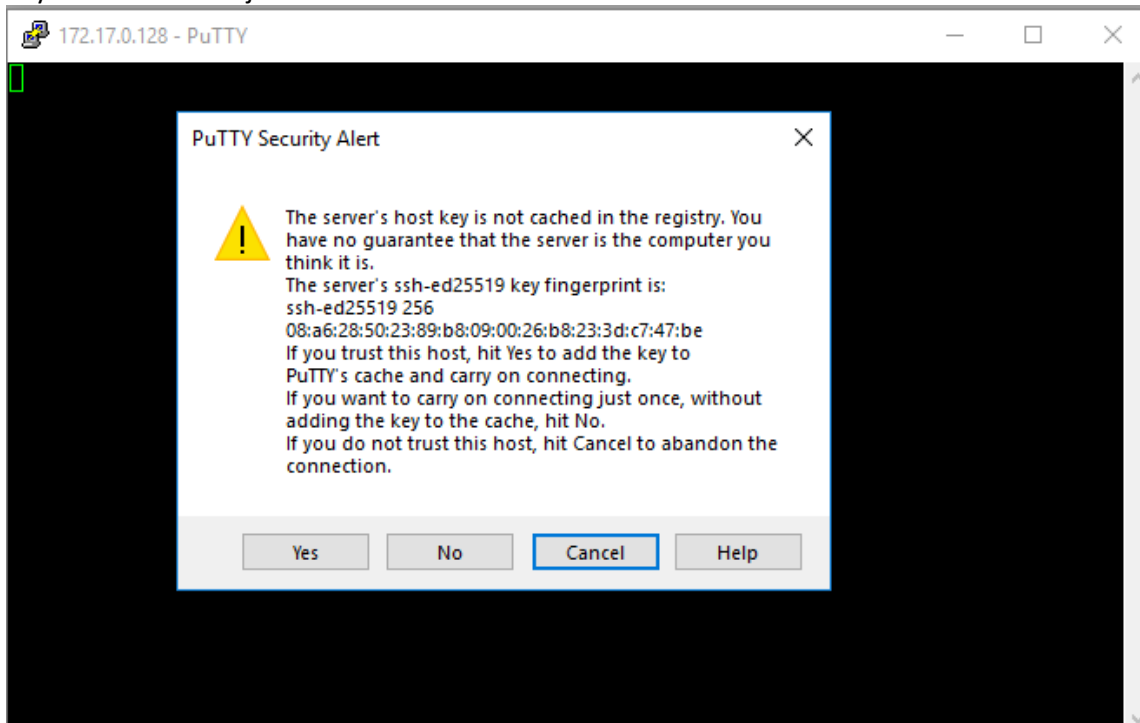 172.17.0.128 - PuTTY
PuTTY Security Alert
The server's host key is not cached in the registry. You
have no guarantee that the server is the computer you
think it is.
The server's ssh-ed25519 key fingerprint is:
ssh-ed25519 256
08:a6:28:50:23:89:b8:09:00:26:b8:23:3d:c7:47:be
If you trust this host, hit Yes to add the key to
PuTTY's cache and carry on connecting.
If you want to carry on connecting just once, without
adding the key to the cache, hit No.
If you do not trust this host, hit Cancel to abandon the
connection.
Yes No Cancel Help